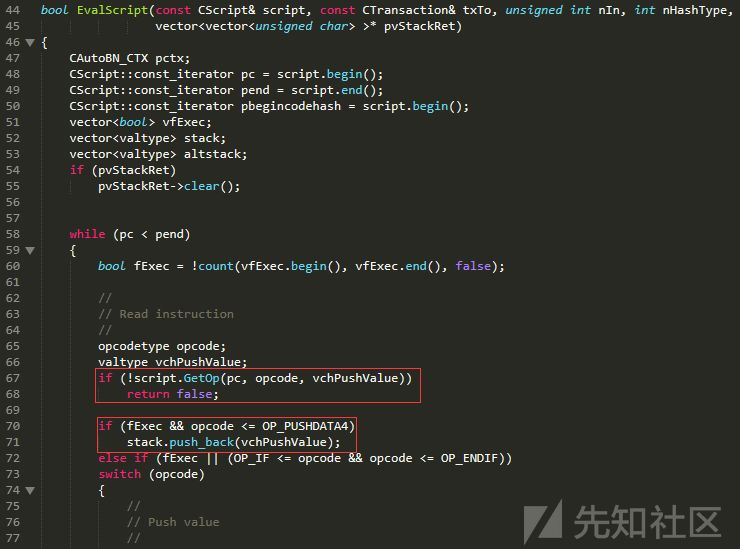 44 bool EvalScript(const CScript& script, const CTransaction& txTo, unsigned int nIn, int nHashType,
45 vector<vector<unsigned char> >* pvStackRet)
46 {
47 CAutoBN_CTX pctx;
48 CScript::const_iterator pc = script.begin();
49 CScript::const_iterator pend = script.end();
50 CScript::const_iterator pbegincodehash = script.begin();
51 vector<bool> vfExec;
52 vector<valtype> stack;
53 vector<valtype> altstack;
54 if (pvStackRet)
55 pvStackRet->clear();
56
57
58 while (pc < pend)
59 {
60 bool fExec = !count(vfExec.begin(), vfExec.end(), false);
61
62 //
63 // Read instruction
64 //
65 opcodetype opcode;
66 valtype vchPushValue;
67 if (!script.GetOp(pc, opcode, vchPushValue))
68 return false;
69
70 if (fExec && opcode <= OP_PUSHDATA4)
71 stack.push_back(vchPushValue);
72 else if (fExec || (OP_IF <= opcode && opcode <= OP_ENDIF))
73 switch (opcode)
74 {
75 //
76 // Push value
77 //
先知社区